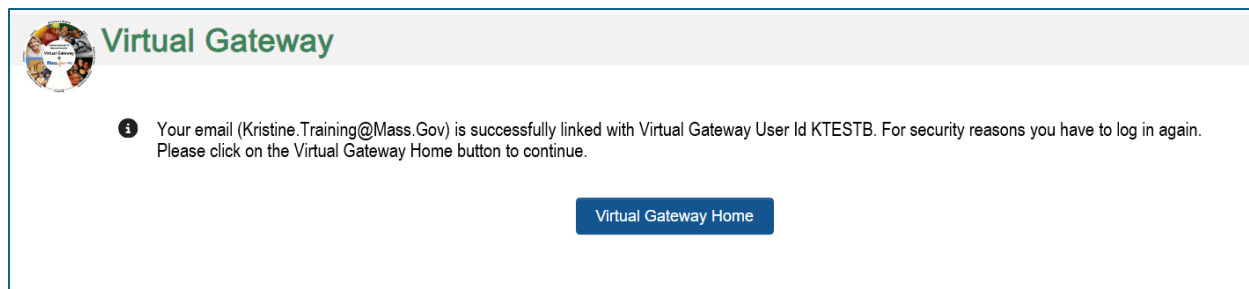 Virtual Gateway
Your email (Kristine.Training@Mass.Gov) is successfully linked with Virtual Gateway User Id KTESTB. For security reasons you have to log in again.
Please click on the Virtual Gateway Home button to continue.
Virtual Gateway Home